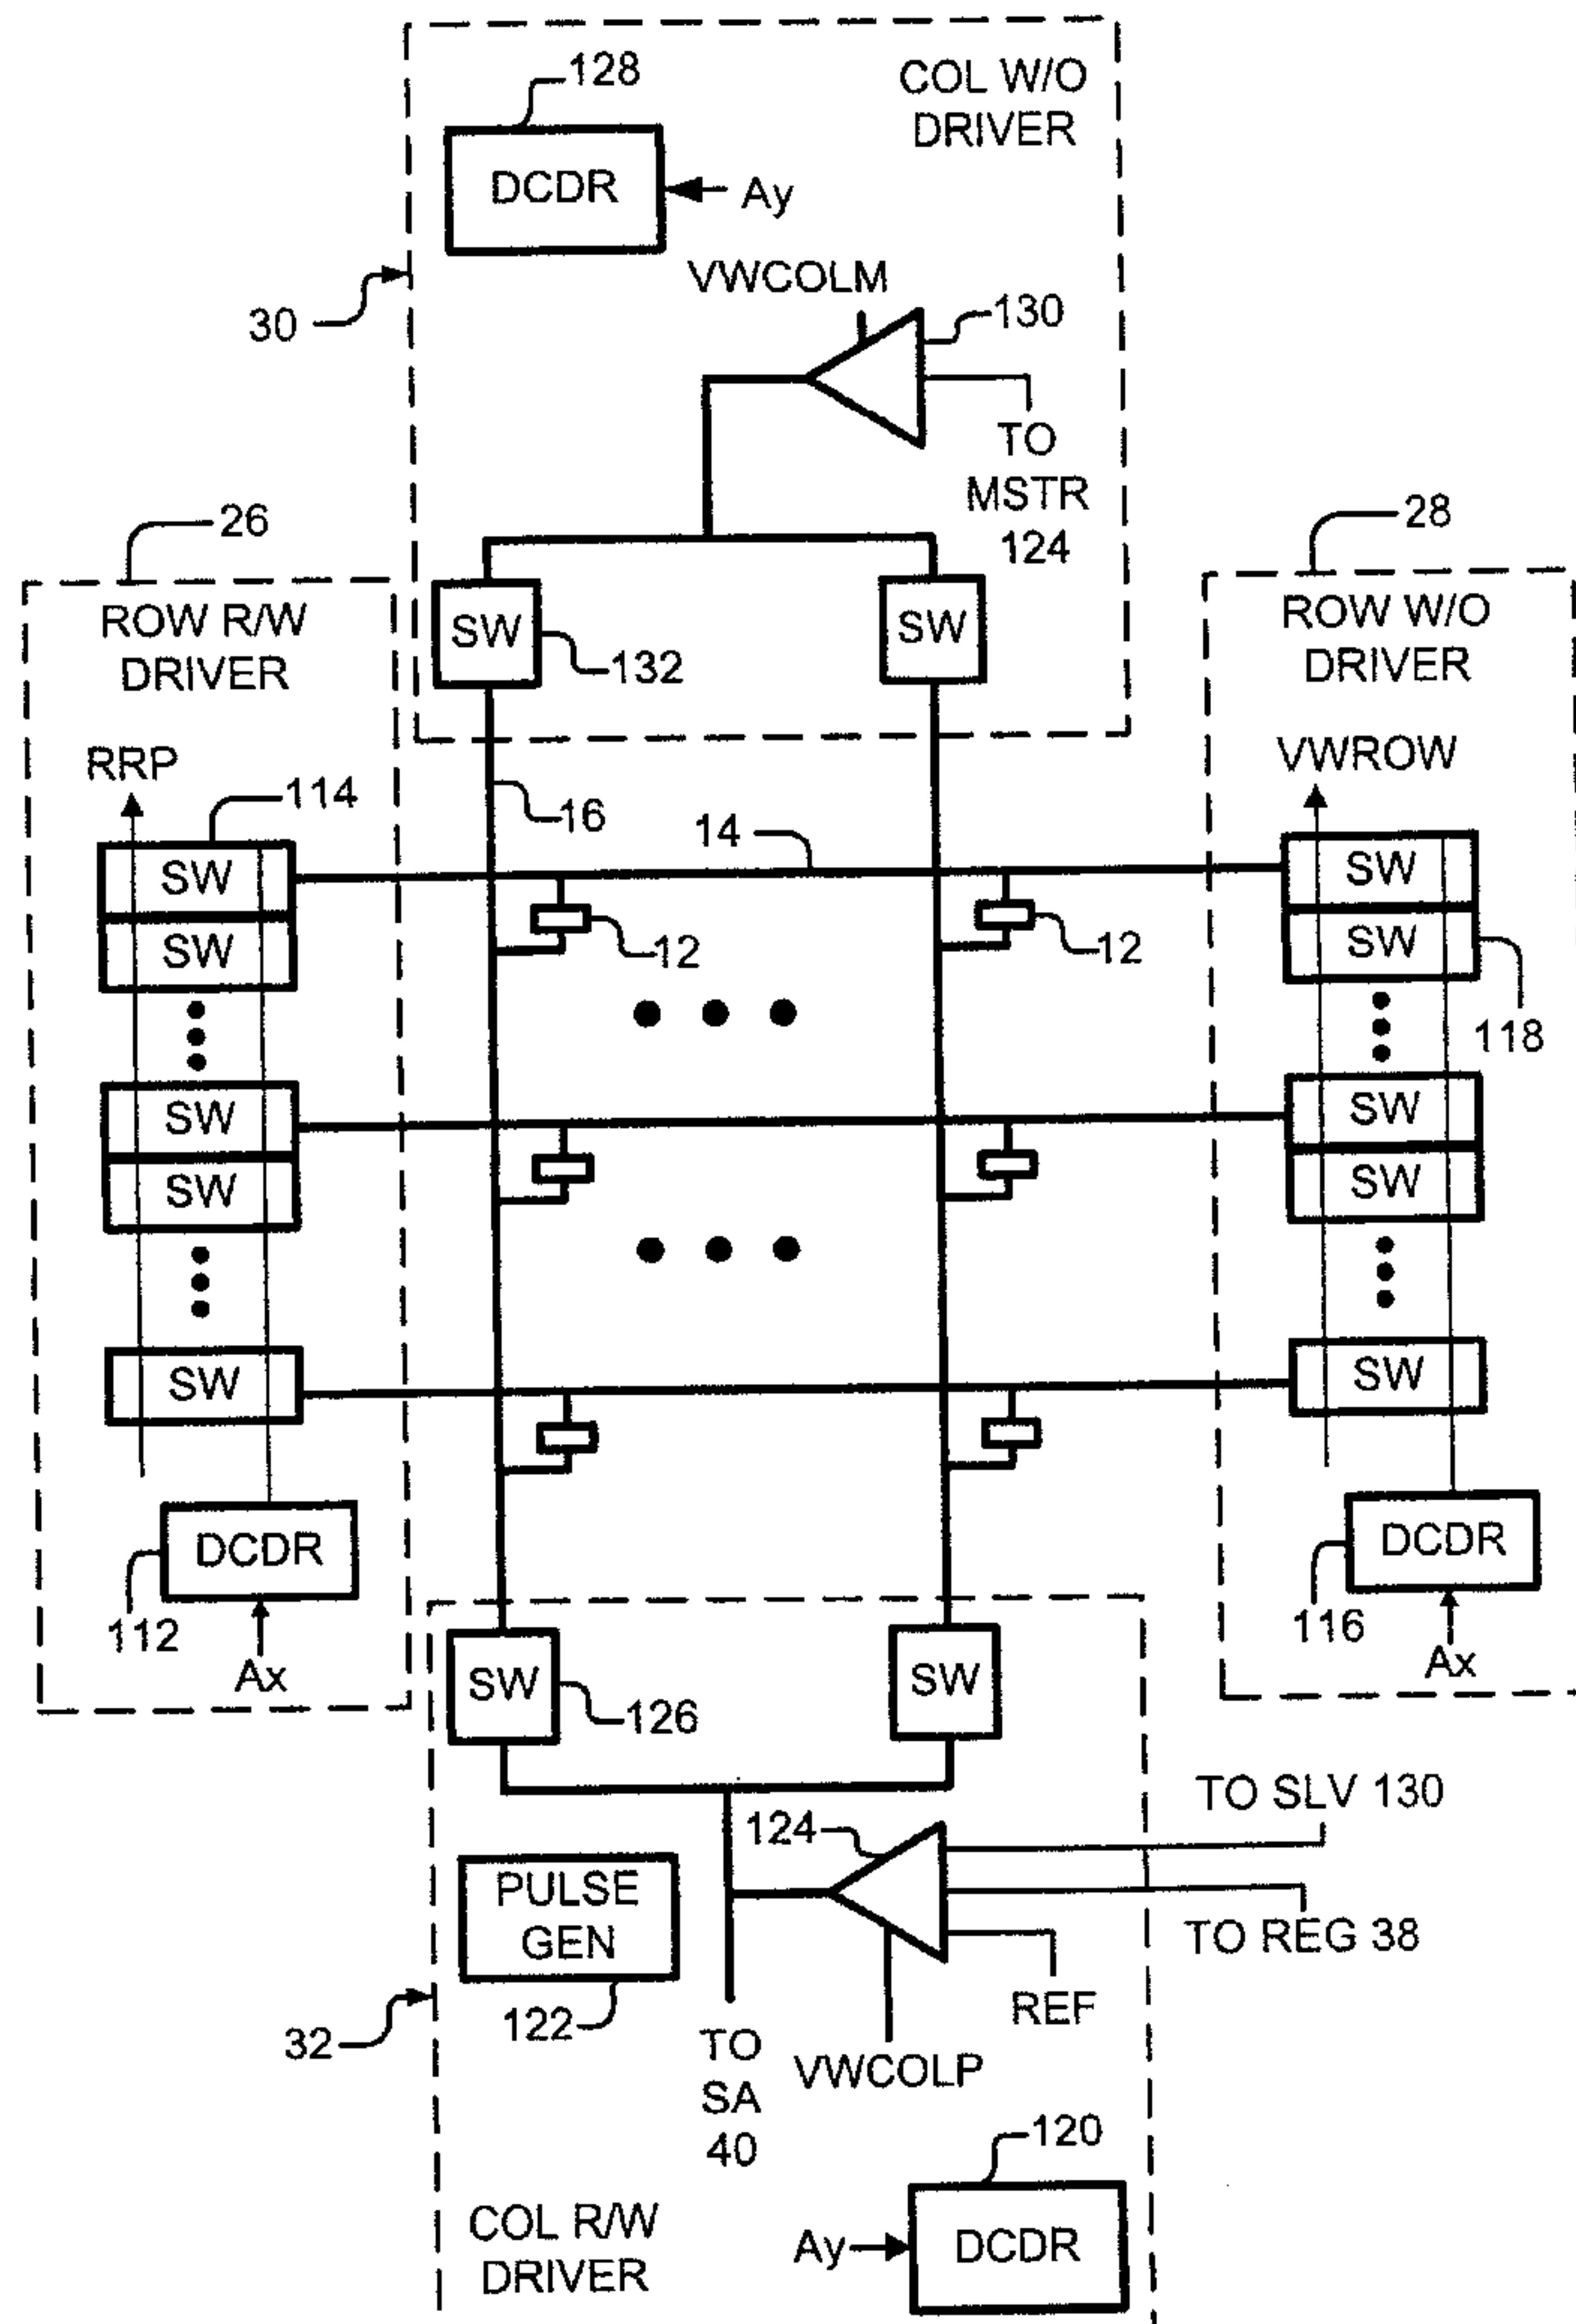 128
COL W/O
DRIVER
DCDR
Ay
VWCOLM
30
130
TO
MSTR
124
26
28
ROW R/W
DRIVER
SW
132
SW
ROW W/O
DRIVER
RRP
114
16
14
VWROW
SW
SW
12
12
SW
SW
118
SW
SW
SW
SW
SW
SW
DCDR
112
Ax
DCDR
116
Ax
SW
126
SW
TO SLV 130
124
PULSE
GEN
122
TO REG 38
REF
32
TO
SA
40
VWCOLP
120
COL R/W
DRIVER
Ay
DCDR